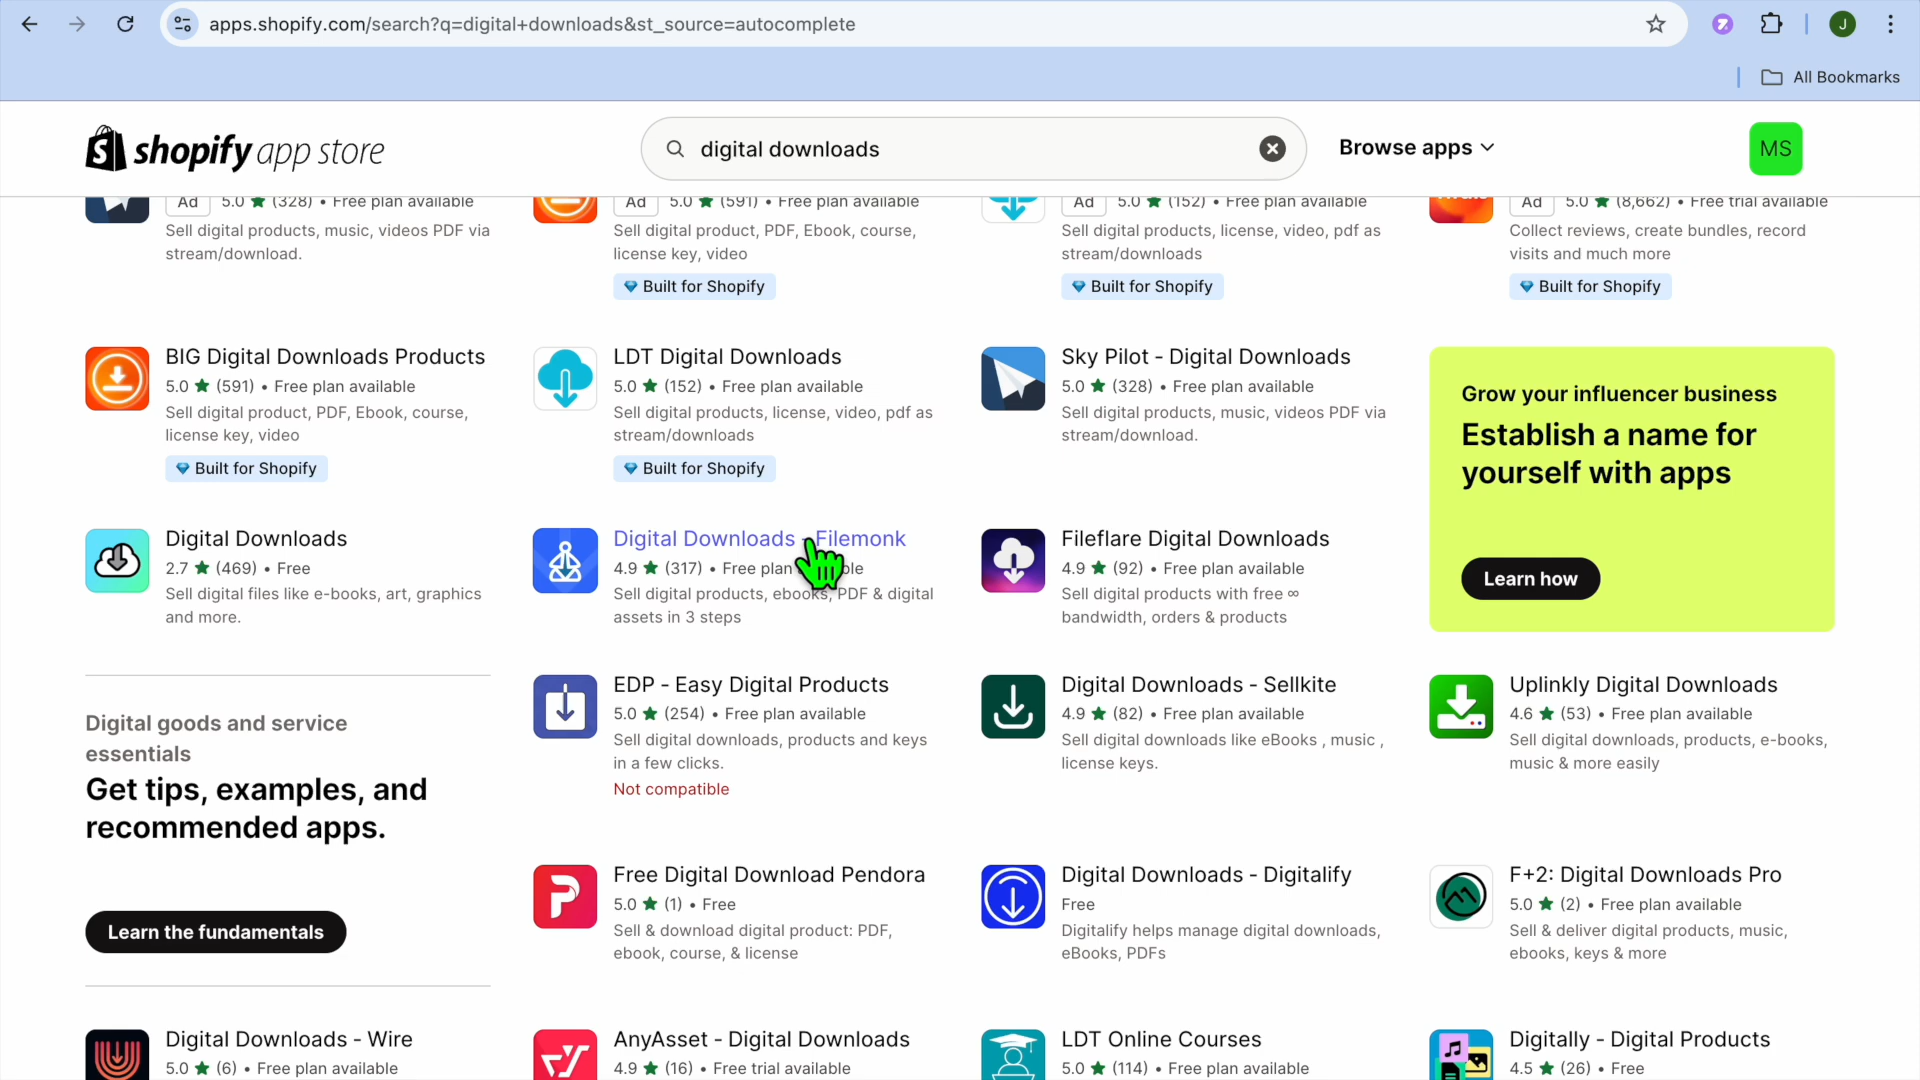 apps.shopify.com/search?q=digital+downloads&st_source=autocomplete
J
All Bookmarks
shopify app store
digital downloads
Browse apps
MS
Ad 5.0 ★ (328) • Free plan available
Sell digital products, music, videos PDF via
stream/download.
Ad 5.0 ★ (591) • Free plan available
Sell digital product, PDF, Ebook, course,
license key, video
Built for Shopify
Ad 5.0 ★ (152) • Free plan available
Sell digital products, license, video, pdf as
stream/downloads
Built for Shopify
Ad 5.0 ★ (8,662) • Free trial available
Collect reviews, create bundles, record
visits and much more
Built for Shopify
BIG Digital Downloads Products
5.0 ★ (591) • Free plan available
Sell digital product, PDF, Ebook, course,
license key, video
Built for Shopify
LDT Digital Downloads
5.0 ★ (152) • Free plan available
Sell digital products, license, video, pdf as
stream/downloads
Built for Shopify
Sky Pilot - Digital Downloads
5.0 ★ (328) • Free plan available
Sell digital products, music, videos PDF via
stream/download.
Grow your influencer business
Establish a name for
yourself with apps
Learn how
Digital Downloads
2.7 ★ (469) • Free
Sell digital files like e-books, art, graphics
and more.
Digital Downloads - Filemonk
4.9 ★ (317) • Free plan
Sell digital products, ebooks, PDF & digital
assets in 3 steps
Fileflare Digital Downloads
4.9 ★ (92) • Free plan available
Sell digital products with free ∞
bandwidth, orders & products
Digital goods and service
essentials
Get tips, examples, and
recommended apps.
Learn the fundamentals
EDP - Easy Digital Products
5.0 ★ (254) • Free plan available
Sell digital downloads, products and keys
in a few clicks.
Not compatible
Digital Downloads - Sellkite
4.9 ★ (82) • Free plan available
Sell digital downloads like eBooks , music ,
license keys.
Uplinkly Digital Downloads
4.6 ★ (53) • Free plan available
Sell digital downloads, products, e-books,
music & more easily
Free Digital Download Pendora
5.0 ★ (1) • Free
Sell & download digital product: PDF,
ebook, course, & license
Digital Downloads - Digitalify
Free
Digitalify helps manage digital downloads,
eBooks, PDFs
F+2: Digital Downloads Pro
5.0 ★ (2) • Free plan available
Sell & deliver digital products, music,
ebooks, keys & more
Digital Downloads - Wire
5.0 ★ (6) • Free plan available
AnyAsset - Digital Downloads
4.9 ★ (16) • Free trial available
LDT Online Courses
5.0 ★ (114) • Free plan available
Digitally - Digital Products
4.5 ★ (26) • Free